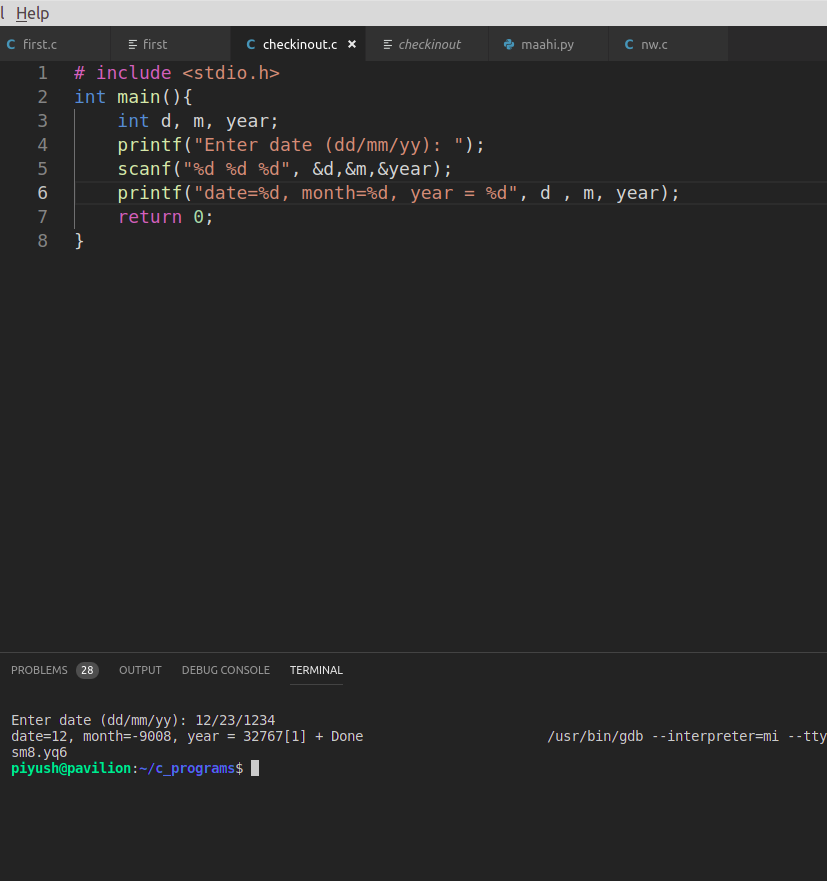 l Help
C first.c first C checkinout.c × checkinout maahi.py C nw.c
1 # include <stdio.h>
2 int main(){
3     int d, m, year;
4     printf("Enter date (dd/mm/yy): ");
5     scanf("%d %d %d", &d,&m,&year);
6     printf("date=%d, month=%d, year = %d", d , m, year);
7     return 0;
8 }
PROBLEMS 28 OUTPUT DEBUG CONSOLE TERMINAL
Enter date (dd/mm/yy): 12/23/1234
date=12, month=-9008, year = 32767[1] + Done                       /usr/bin/gdb --interpreter=mi --tty
sm8.yq6
piyush@pavilion:~/c_programs$